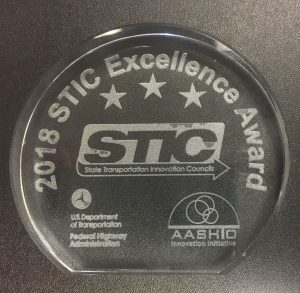 2018 STIC Excellence Award
STIC
State Transportation Innovation Councils
U.S. Department
of Transportation
Federal Highway
Administration
AASHTO
Innovation Initiative